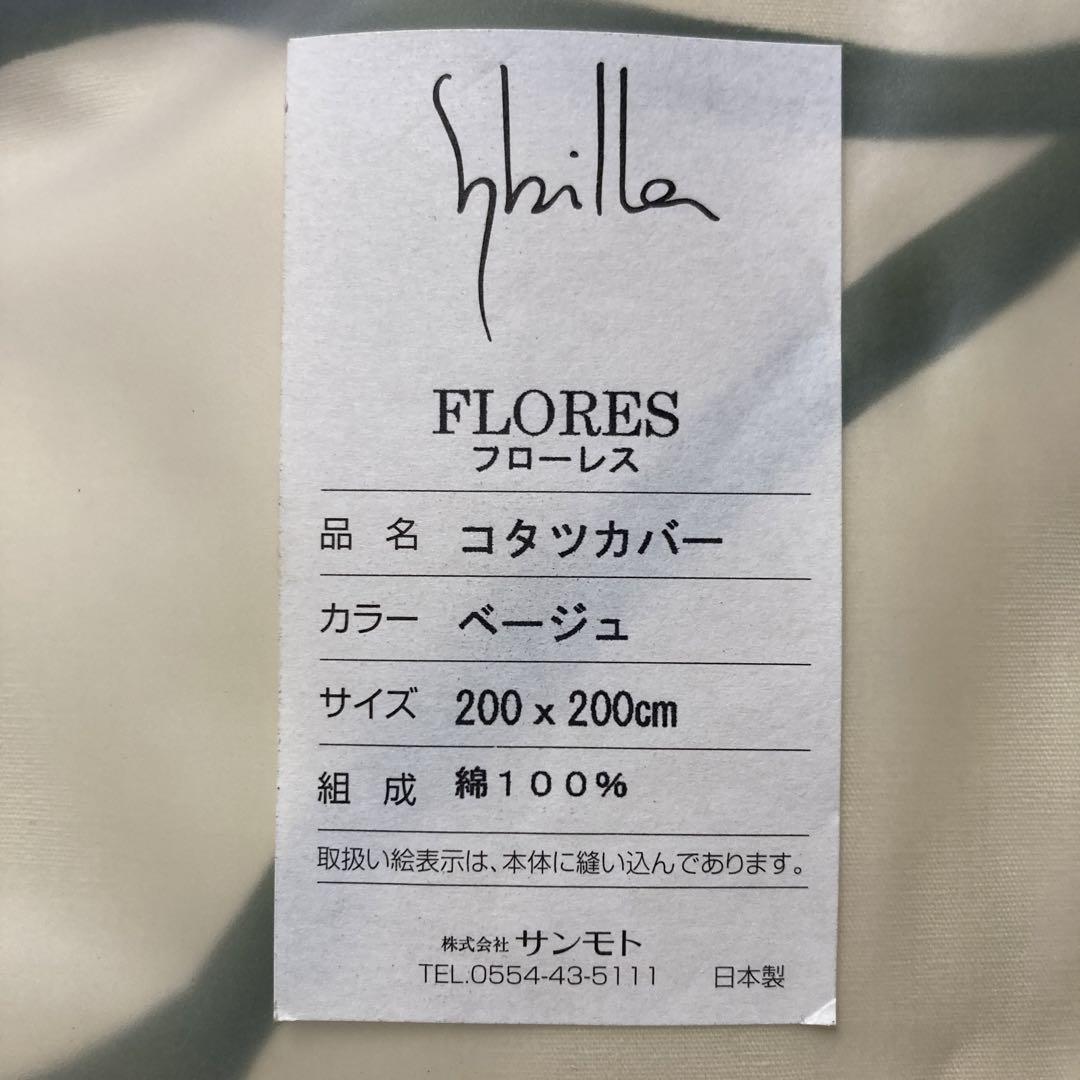 Sybilla
FLORES
フローレス
品 名 コタツカバー
カラー ベージュ
サイズ 200 x 200cm
組 成 綿100%
取扱い絵表示は、本体に縫い込んであります。
株式会社 サンモト
TEL.0554-43-5111 日本製